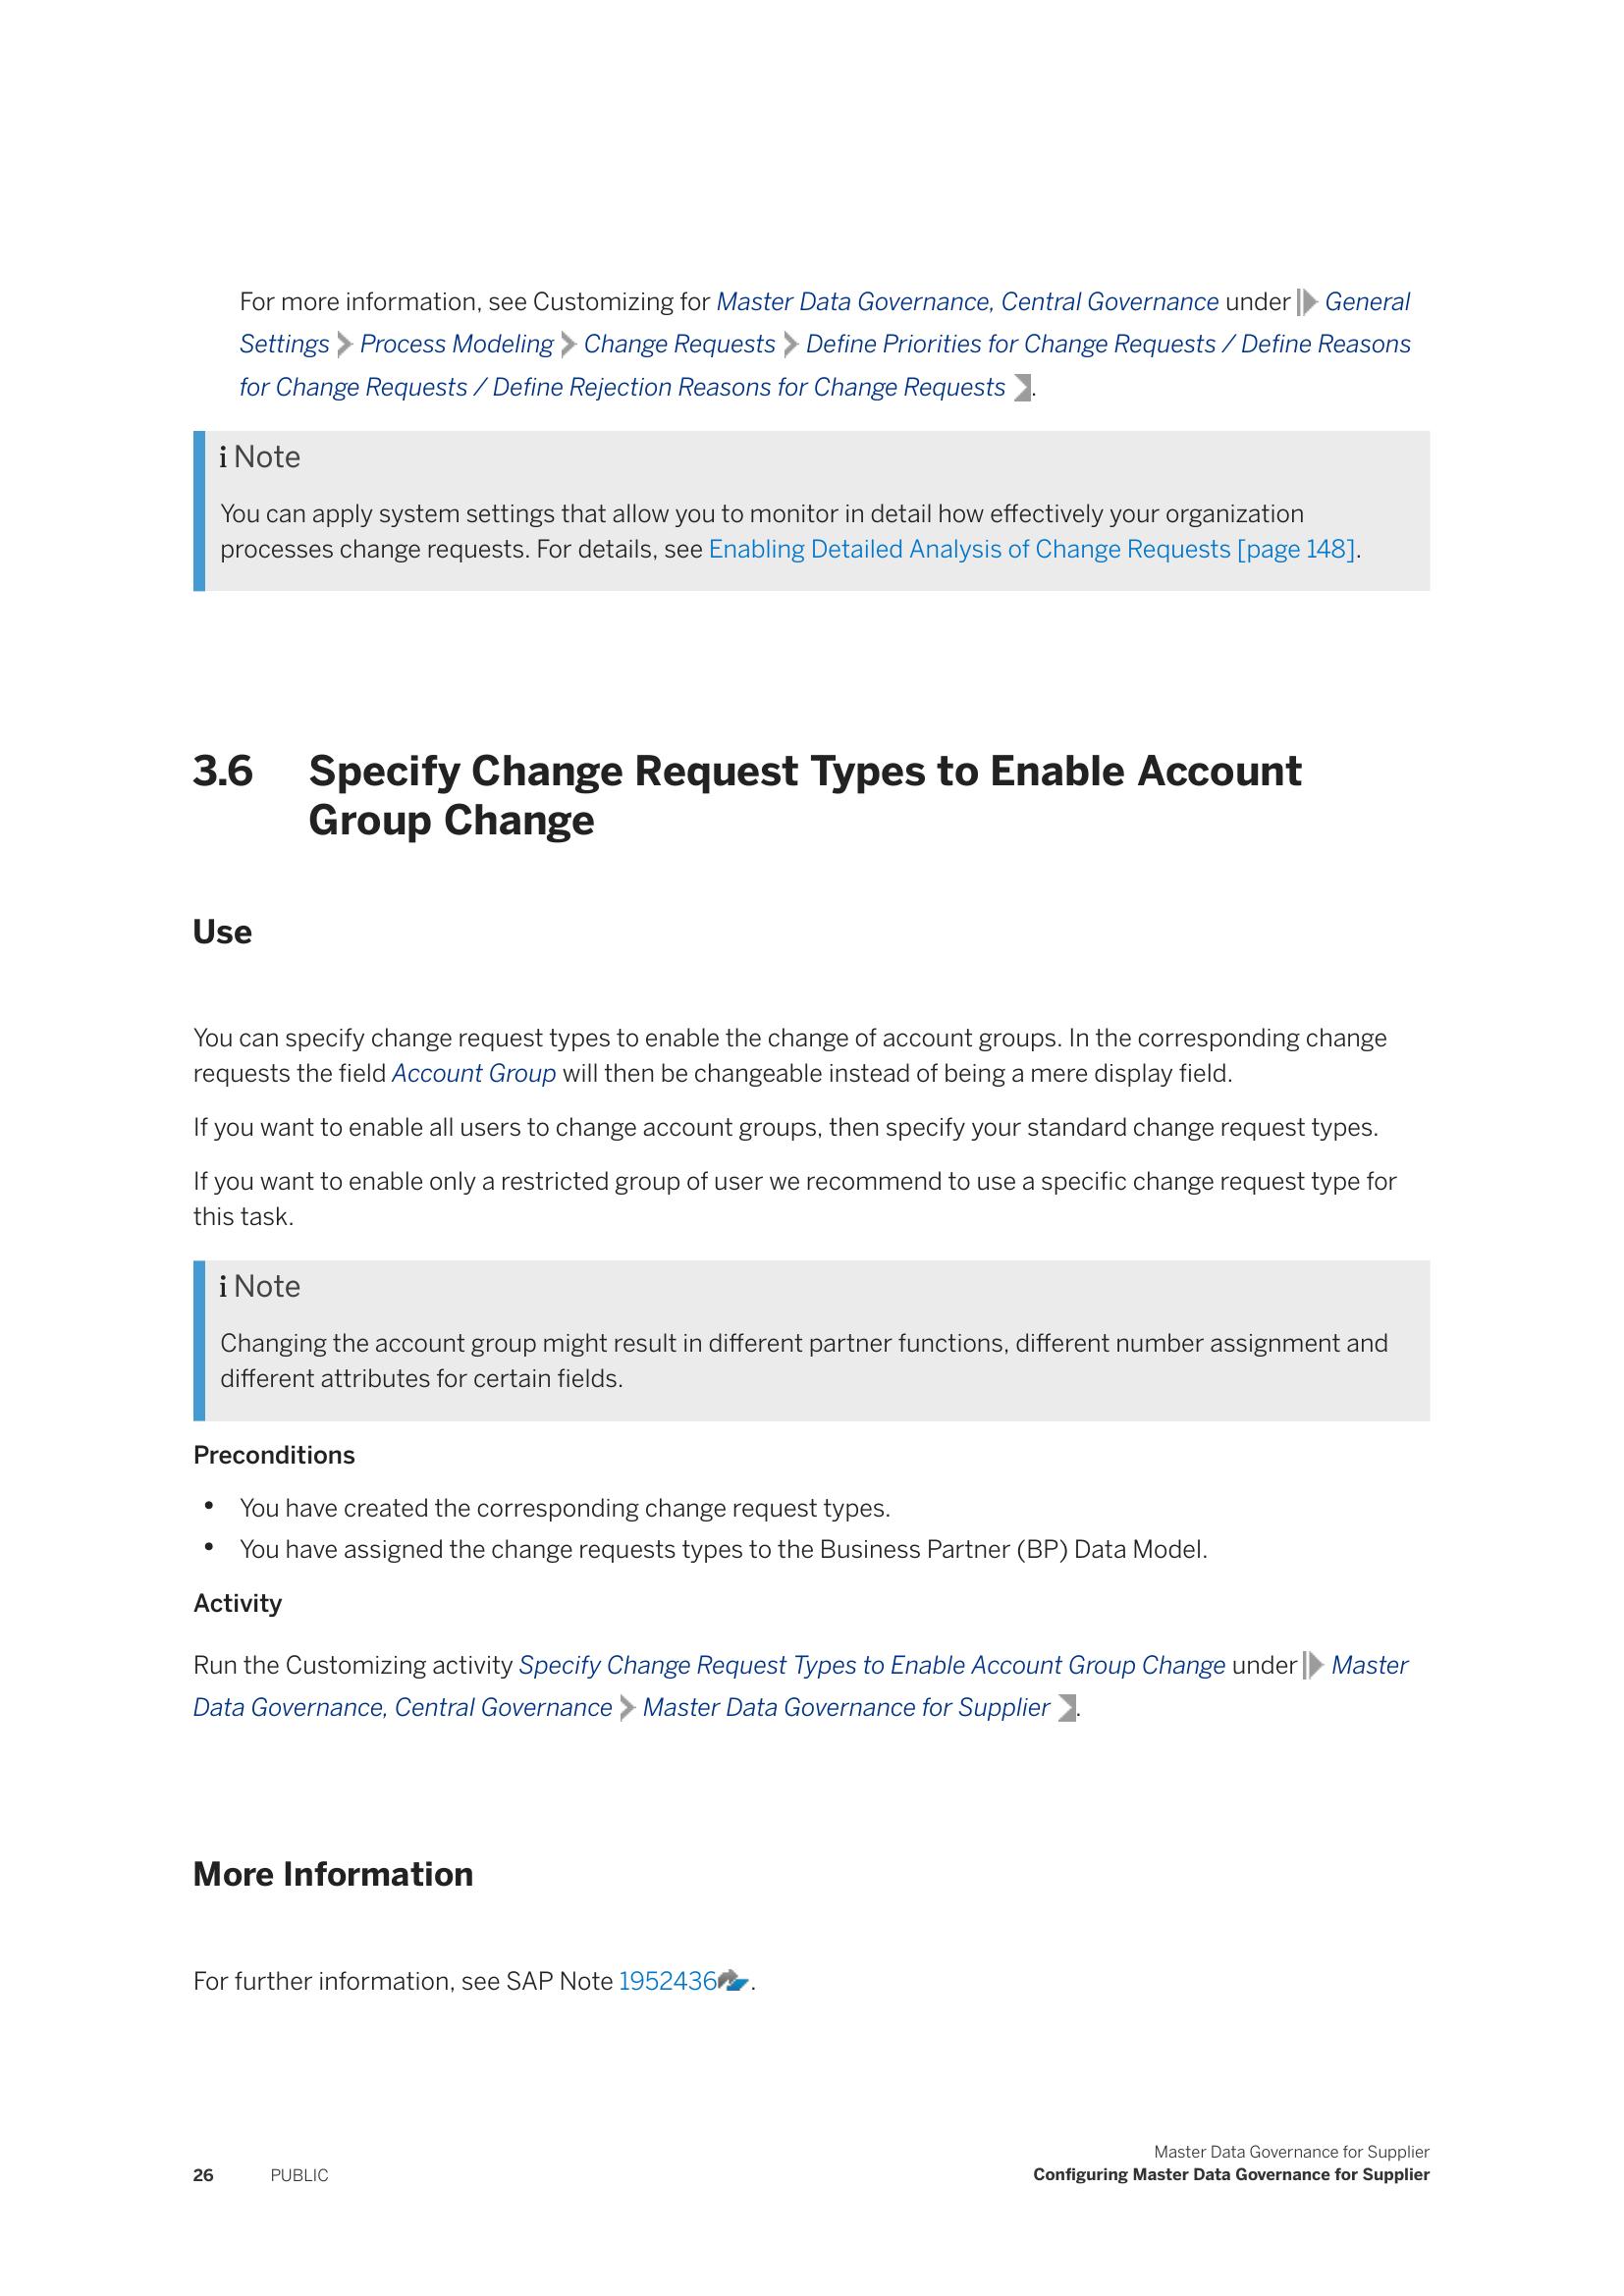 For more information, see Customizing for Master Data Governance, Central Governance under General
Settings Process Modeling Change Requests Define Priorities for Change Requests / Define Reasons
for Change Requests / Define Rejection Reasons for Change Requests .
i Note
You can apply system settings that allow you to monitor in detail how effectively your organization
processes change requests. For details, see Enabling Detailed Analysis of Change Requests [page 148].
3.6 Specify Change Request Types to Enable Account
Group Change
Use
You can specify change request types to enable the change of account groups. In the corresponding change
requests the field Account Group will then be changeable instead of being a mere display field.
If you want to enable all users to change account groups, then specify your standard change request types.
If you want to enable only a restricted group of user we recommend to use a specific change request type for
this task.
i Note
Changing the account group might result in different partner functions, different number assignment and
different attributes for certain fields.
Preconditions
• You have created the corresponding change request types.
• You have assigned the change requests types to the Business Partner (BP) Data Model.
Activity
Run the Customizing activity Specify Change Request Types to Enable Account Group Change under Master
Data Governance, Central Governance Master Data Governance for Supplier .
More Information
For further information, see SAP Note 1952436 .
Master Data Governance for Supplier
26 PUBLIC Configuring Master Data Governance for Supplier